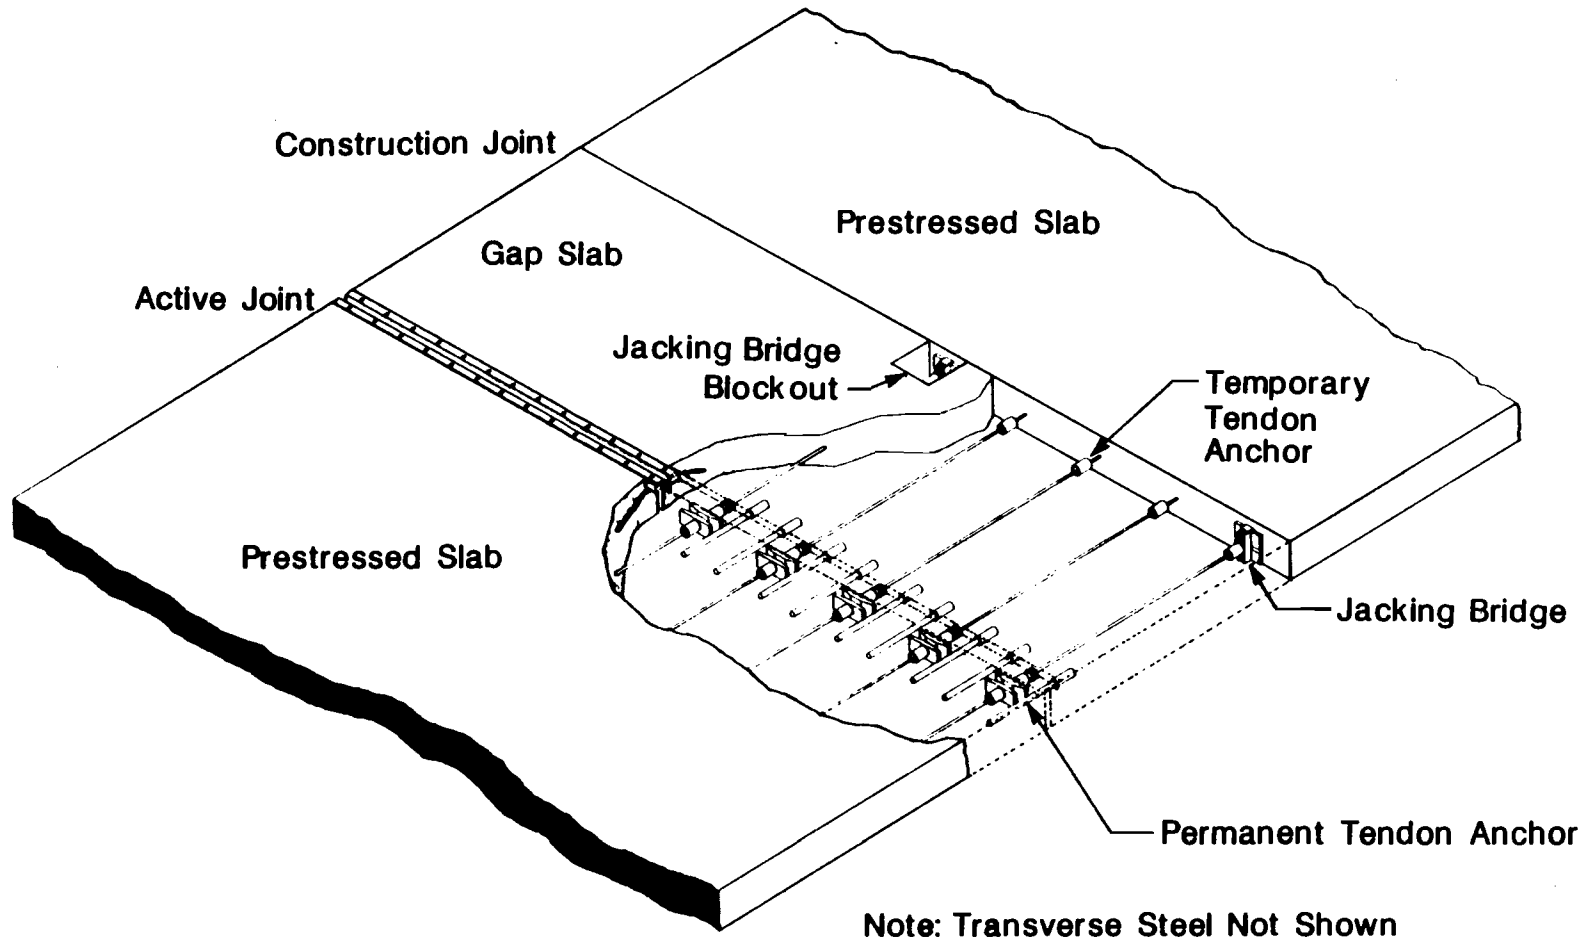 Construction Joint
Prestressed Slab
Gap Slab
Active Joint
Jacking Bridge
Blockout
Temporary
Tendon
Anchor
Prestressed Slab
Jacking Bridge
Permanent Tendon Anchor
Note: Transverse Steel Not Shown